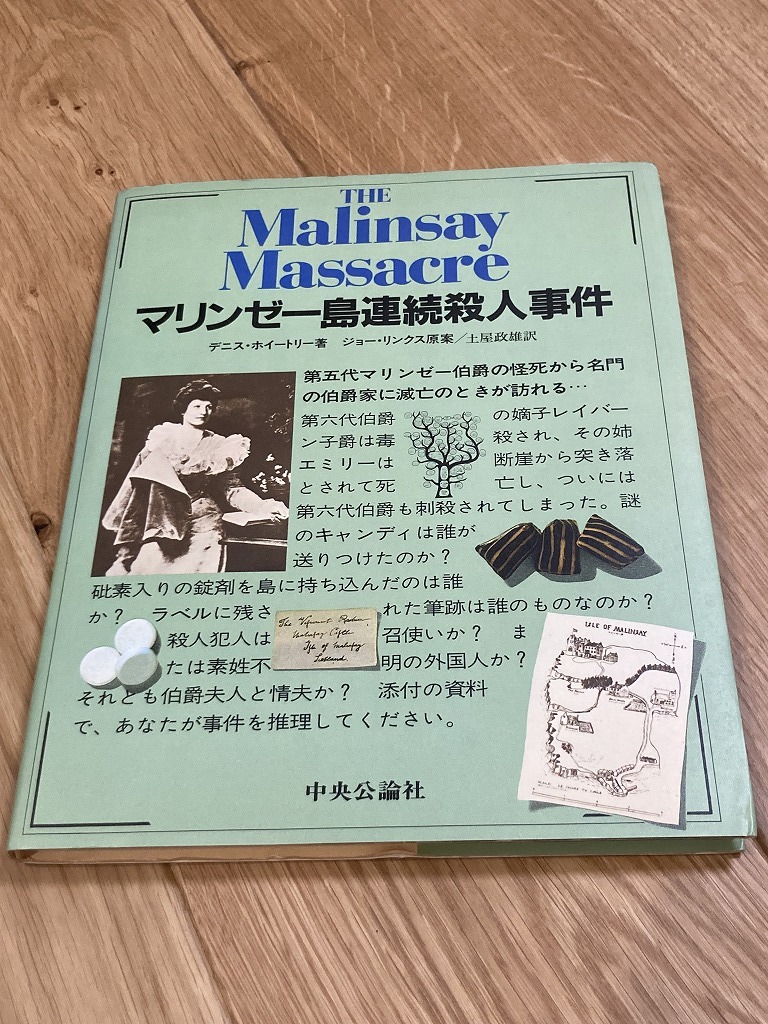 THE
Malinsay
Massacre
マリンゼー島連続殺人事件
デニス・ホイートリー著　ジョー・リンクス原案／土屋政雄訳
第五代マリンゼー伯爵の怪死から名門
の伯爵家に滅亡のときが訪れる…
第六代伯爵の嫡子レイバー
ン子爵は毒殺され、その姉
エミリーは断崖から突き落
とされて死亡し、ついには
第六代伯爵も刺殺されてしまった。謎
のキャンディは誰が
送りつけたのか？
砒素入りの錠剤を島に持ち込んだのは誰
か？　ラベルに残された筆跡は誰のものなのか？
殺人犯人は召使いか？　ま
たは素姓不明の外国人か？
それとも伯爵夫人と情夫か？　添付の資料
で、あなたが事件を推理してください。
The Viscount
Isle of Malinsay
ISLE OF MALINSAY
中央公論社